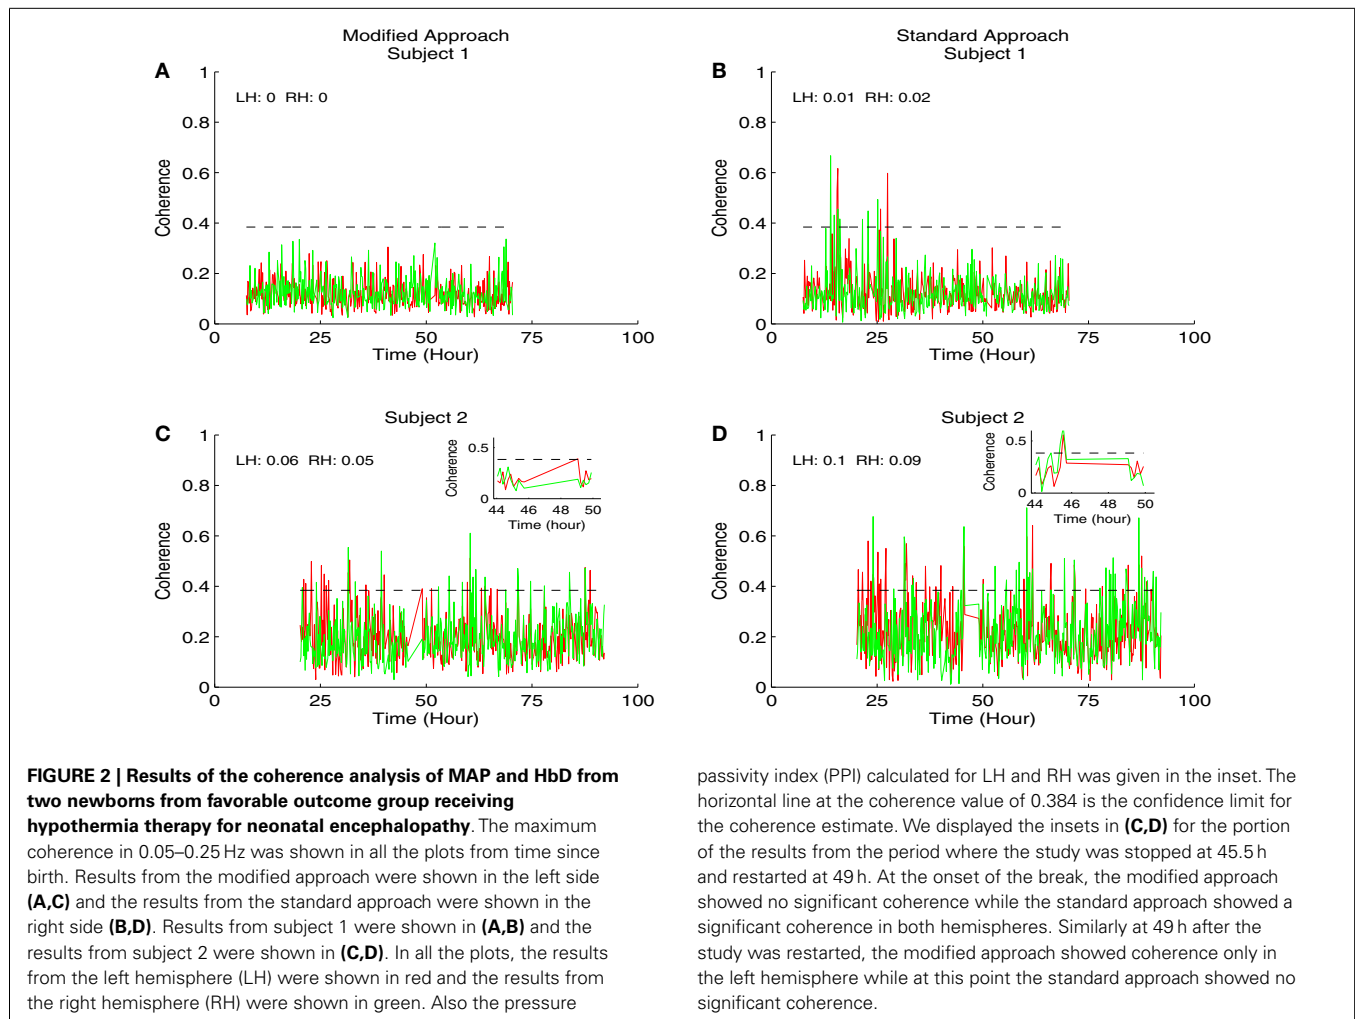 Modified Approach
Subject 1
A
1
0.8
0.6
0.4
0.2
0
Coherence
LH: 0 RH: 0
0 25 50 75 100
Time (Hour)
Standard Approach
Subject 1
B
1
0.8
0.6
0.4
0.2
0
Coherence
LH: 0.01 RH: 0.02
0 25 50 75 100
Time (Hour)
Subject 2
C
1
0.8
0.6
0.4
0.2
0
Coherence
LH: 0.06 RH: 0.05
0.5
0
Coherence
44 46 48 50
Time (hour)
0 25 50 75 100
Time (Hour)
Subject 2
D
1
0.8
0.6
0.4
0.2
0
Coherence
LH: 0.1 RH: 0.09
0.5
0
Coherence
44 46 48 50
Time (hour)
0 25 50 75 100
Time (Hour)
FIGURE 2 | Results of the coherence analysis of MAP and HbD from
two newborns from favorable outcome group receiving
hypothermia therapy for neonatal encephalopathy. The maximum
coherence in 0.05–0.25 Hz was shown in all the plots from time since
birth. Results from the modified approach were shown in the left side
(A,C) and the results from the standard approach were shown in the
right side (B,D). Results from subject 1 were shown in (A,B) and the
results from subject 2 were shown in (C,D). In all the plots, the results
from the left hemisphere (LH) were shown in red and the results from
the right hemisphere (RH) were shown in green. Also the pressure
passivity index (PPI) calculated for LH and RH was given in the inset. The
horizontal line at the coherence value of 0.384 is the confidence limit for
the coherence estimate. We displayed the insets in (C,D) for the portion
of the results from the period where the study was stopped at 45.5 h
and restarted at 49 h. At the onset of the break, the modified approach
showed no significant coherence while the standard approach showed a
significant coherence in both hemispheres. Similarly at 49 h after the
study was restarted, the modified approach showed coherence only in
the left hemisphere while at this point the standard approach showed no
significant coherence.